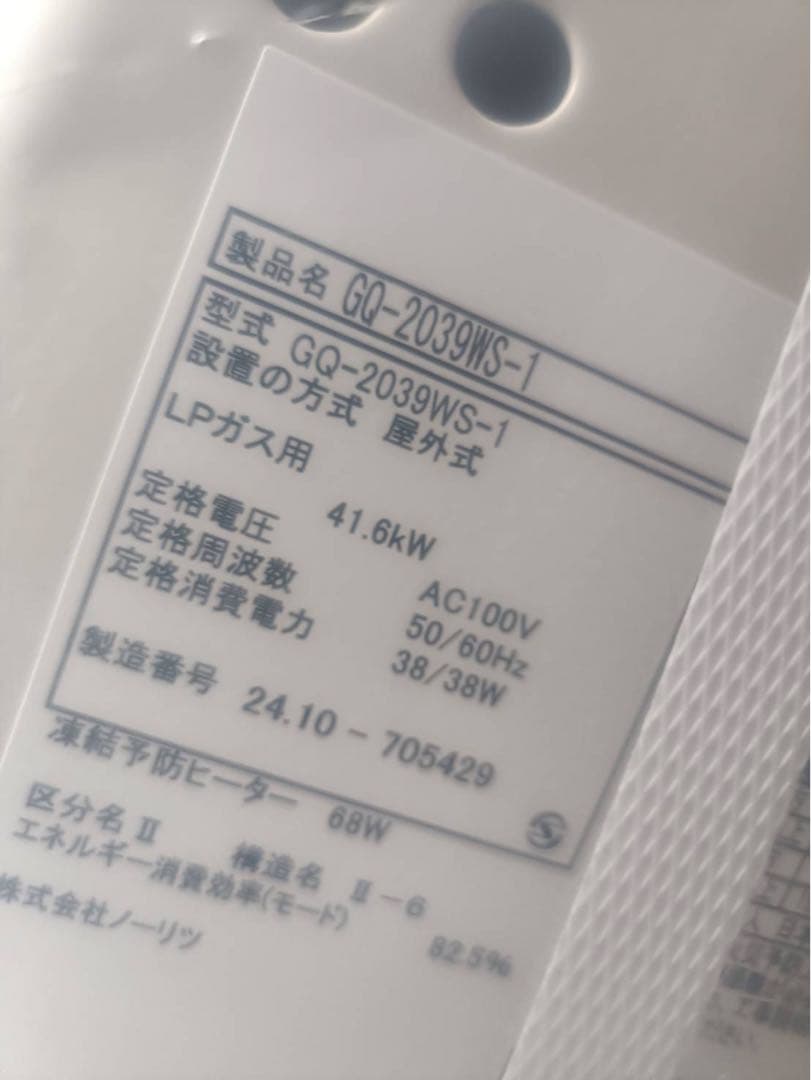 製品名 GQ-2039WS-1
型式 GQ-2039WS-1
設置の方式 屋外式
LPガス用
41.6kW
定格電圧 AC100V
定格周波数 50/60Hz
定格消費電力 38/38W
製造番号 24.10-705429
凍結予防ヒーター 68W
区分名 II 構造名 II-6
エネルギー消費効率(モード) 82.5%
株式会社ノーリツ